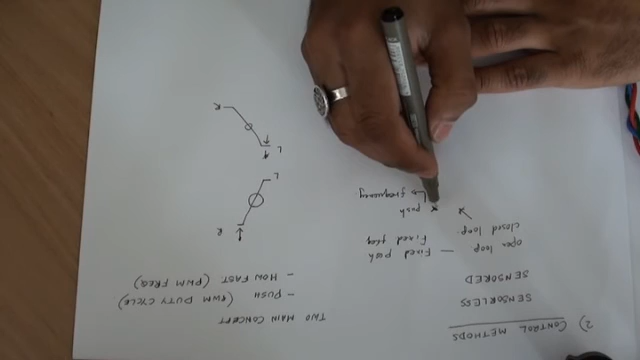 2) CONTROL METHODS
SENSORLESS
SENSORED
open loop. — Fixed push
Fixed freq
closed loop.
push
frequency
TWO MAIN CONCEPT
- PUSH (PWM DUTY CYCLE)
- HOW FAST (PWM FREQ)
R
L
L
R